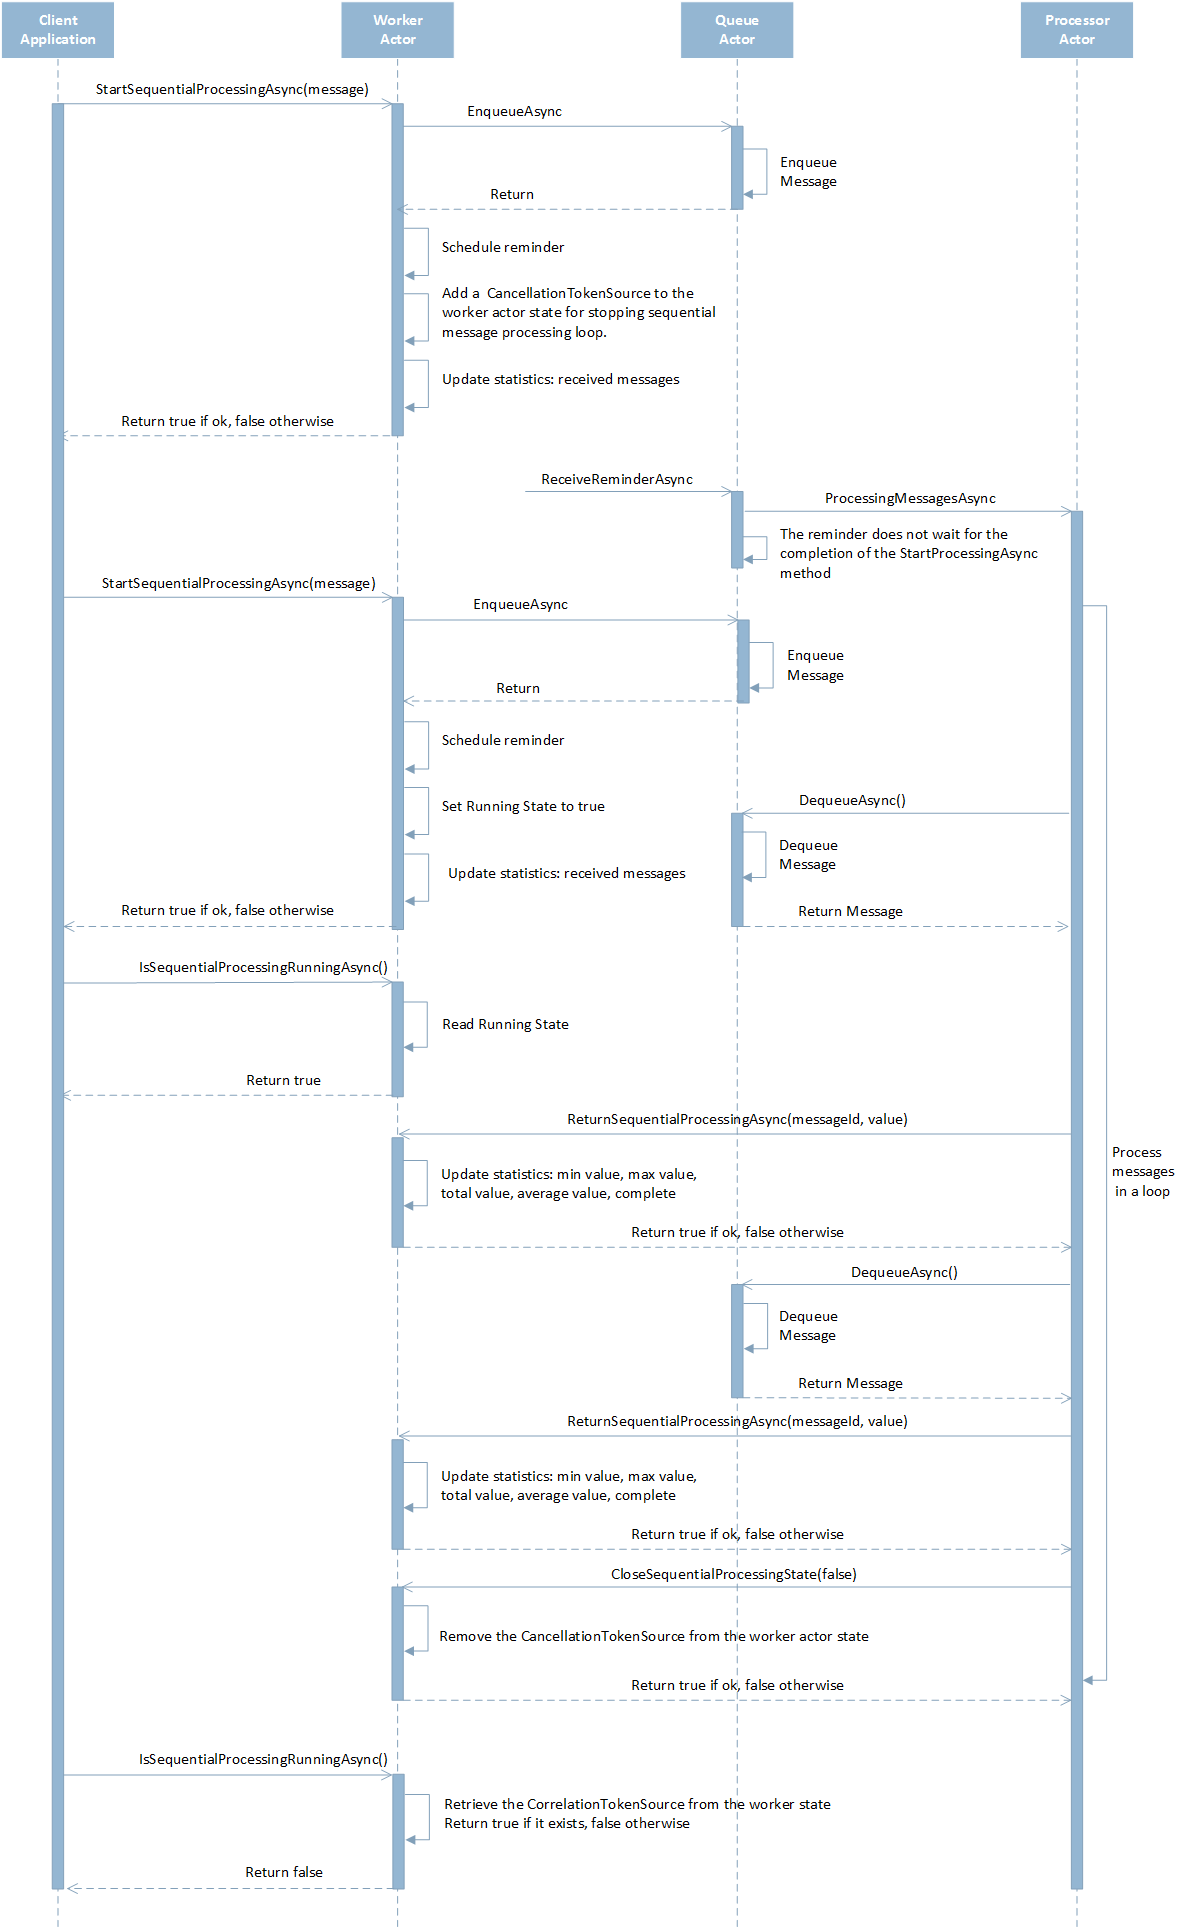 Client
Application
Worker
Actor
Queue
Actor
Processor
Actor
StartSequentialProcessingAsync(message)
EnqueueAsync
Enqueue
Message
Return
Schedule reminder
Add a  CancellationTokenSource to the
worker actor state for stopping sequential
message processing loop.
Update statistics: received messages
Return true if ok, false otherwise
ReceiveReminderAsync
ProcessingMessagesAsync
The reminder does not wait for the
completion of the StartProcessingAsync
method
StartSequentialProcessingAsync(message)
EnqueueAsync
Enqueue
Message
Return
Schedule reminder
Set Running State to true
DequeueAsync()
Dequeue
Message
Update statistics: received messages
Return true if ok, false otherwise
Return Message
IsSequentialProcessingRunningAsync()
Read Running State
Return true
ReturnSequentialProcessingAsync(messageId, value)
Process
messages
in a loop
Update statistics: min value, max value,
total value, average value, complete
Return true if ok, false otherwise
DequeueAsync()
Dequeue
Message
Return Message
ReturnSequentialProcessingAsync(messageId, value)
Update statistics: min value, max value,
total value, average value, complete
Return true if ok, false otherwise
CloseSequentialProcessingState(false)
Remove the CancellationTokenSource from the worker actor state
Return true if ok, false otherwise
IsSequentialProcessingRunningAsync()
Retrieve the CorrelationTokenSource from the worker state
Return true if it exists, false otherwise
Return false